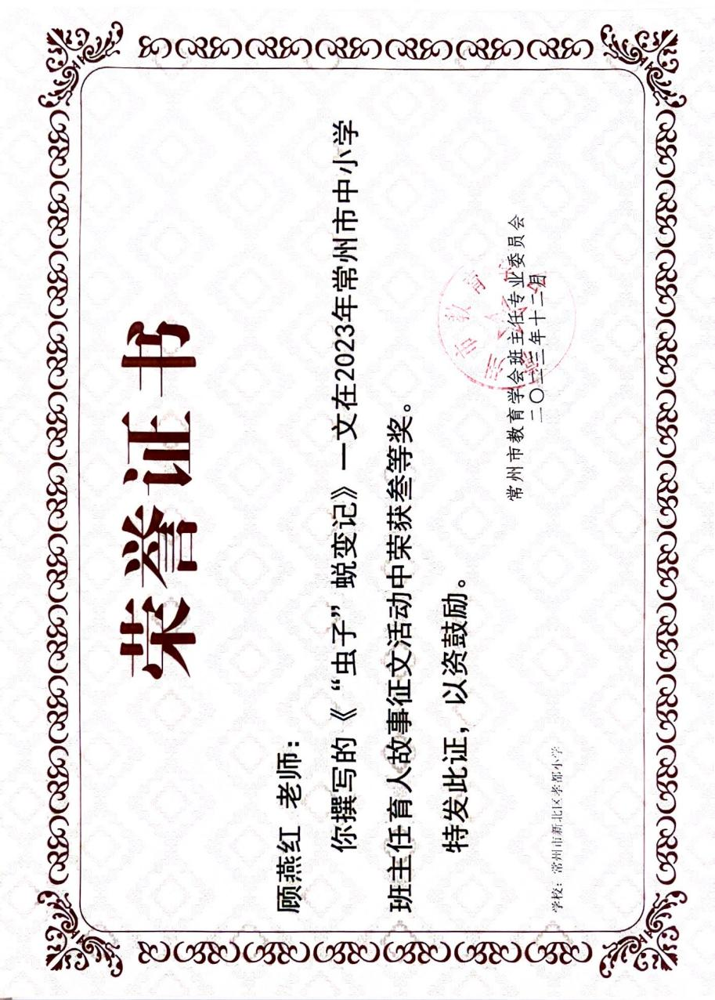 荣誉证书
顾燕红 老师：
你撰写的《“虫子”蜕变记》一文在2023年常州市中小学
班主任育人故事征文活动中荣获叁等奖。
特发此证，以资鼓励。
常州市教育学会班主任专业委员会
二〇二三年十二月
学校：常州市新北区孝都小学